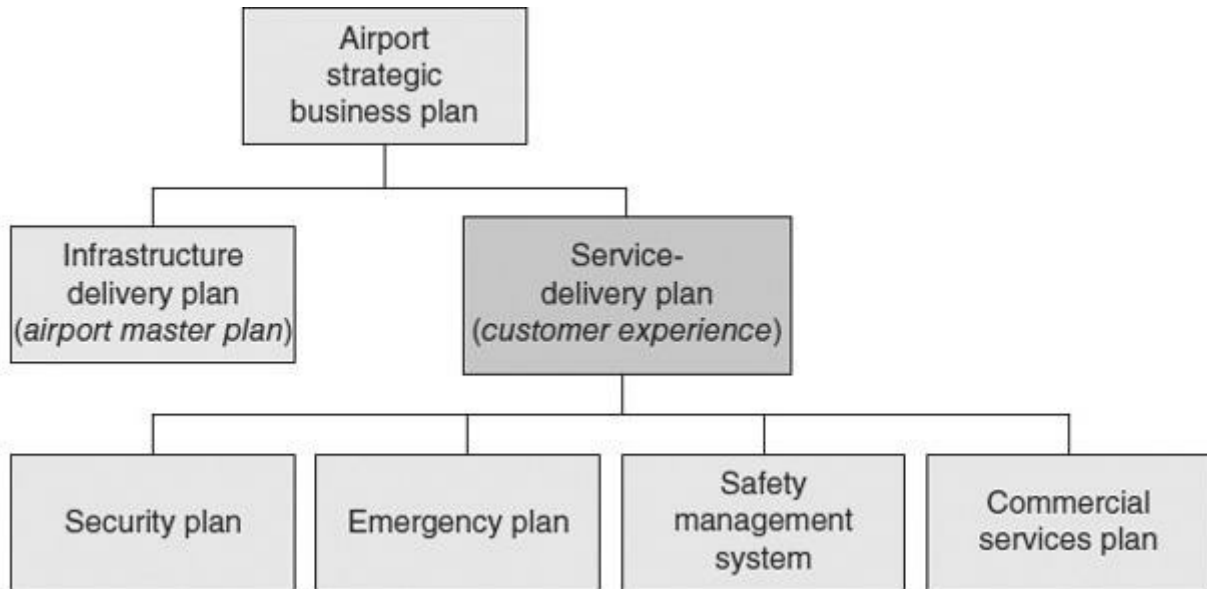 Airport
strategic
business plan
Infrastructure
delivery plan
(airport master plan)
Service-
delivery plan
(customer experience)
Security plan
Emergency plan
Safety
management
system
Commercial
services plan